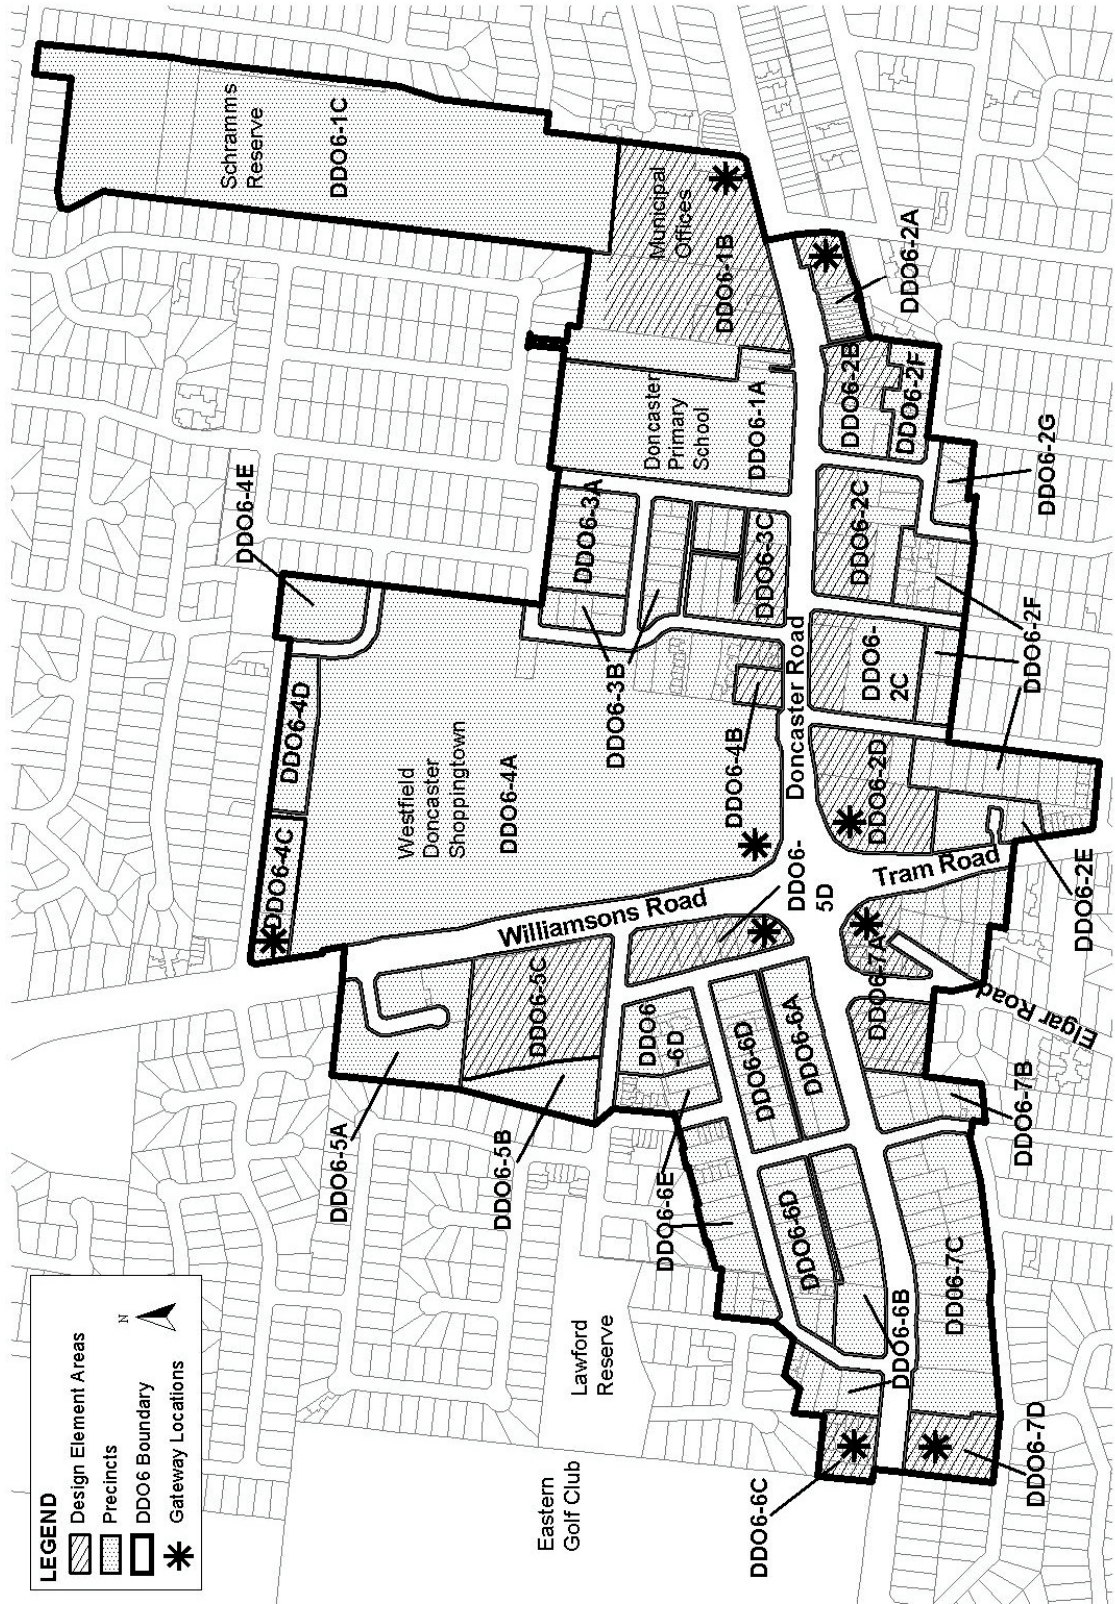 LEGEND
Design Element Areas
Precincts
DDO6 Boundary
Gateway Locations
N
Schramms
Reserve
DDO6-1C
Municipal
Offices
DDO6-1B
DDO6-2A
DDO6-2B
DDO6-2F
Doncaster
Primary
School
DDO6-1A
DDO6-2G
DDO6-4E
DDO6-3A
DDO6-3C
DDO6-2C
DDO6-3B
DDO6-2F
DDO6-4D
DDO6-
2C
Doncaster Road
Westfield
Doncaster
Shoppingtown
DDO6-4A
DDO6-4B
DDO6-2D
DDO6-4C
DDO6-
5D
Tram Road
DDO6-2E
Williamsons Road
DDO6-5C
DDO6-7A
Elgar Road
DDO6
-6D
DDO6-6D
DDO6-6A
DDO6-5A
DDO6-5B
DDO6-7B
DDO6-6E
DDO6-6D
DDO6-7C
DDO6-6B
Lawford
Reserve
Eastern
Golf Club
DDO6-6C
DDO6-7D